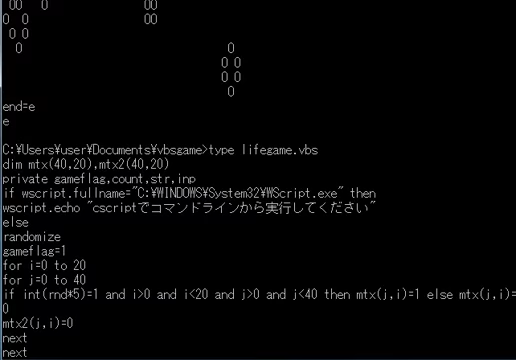 00 0 00
0 0 00
0 0
0 0
0 0
0 0
0
end=e
e
C:¥Users¥user¥Documents¥vbsgame>type lifegame.vbs
dim mtx(40,20),mtx2(40,20)
private gameflag,count,str,inp
if wscript.fullname="C:¥WINDOWS¥System32¥WScript.exe" then
wscript.echo "cscriptでコマンドラインから実行してください"
else
randomize
gameflag=1
for i=0 to 20
for j=0 to 40
if int(rnd*5)=1 and i>0 and i<20 and j>0 and j<40 then mtx(j,i)=1 else mtx(j,i)=
0
mtx2(j,i)=0
next
next